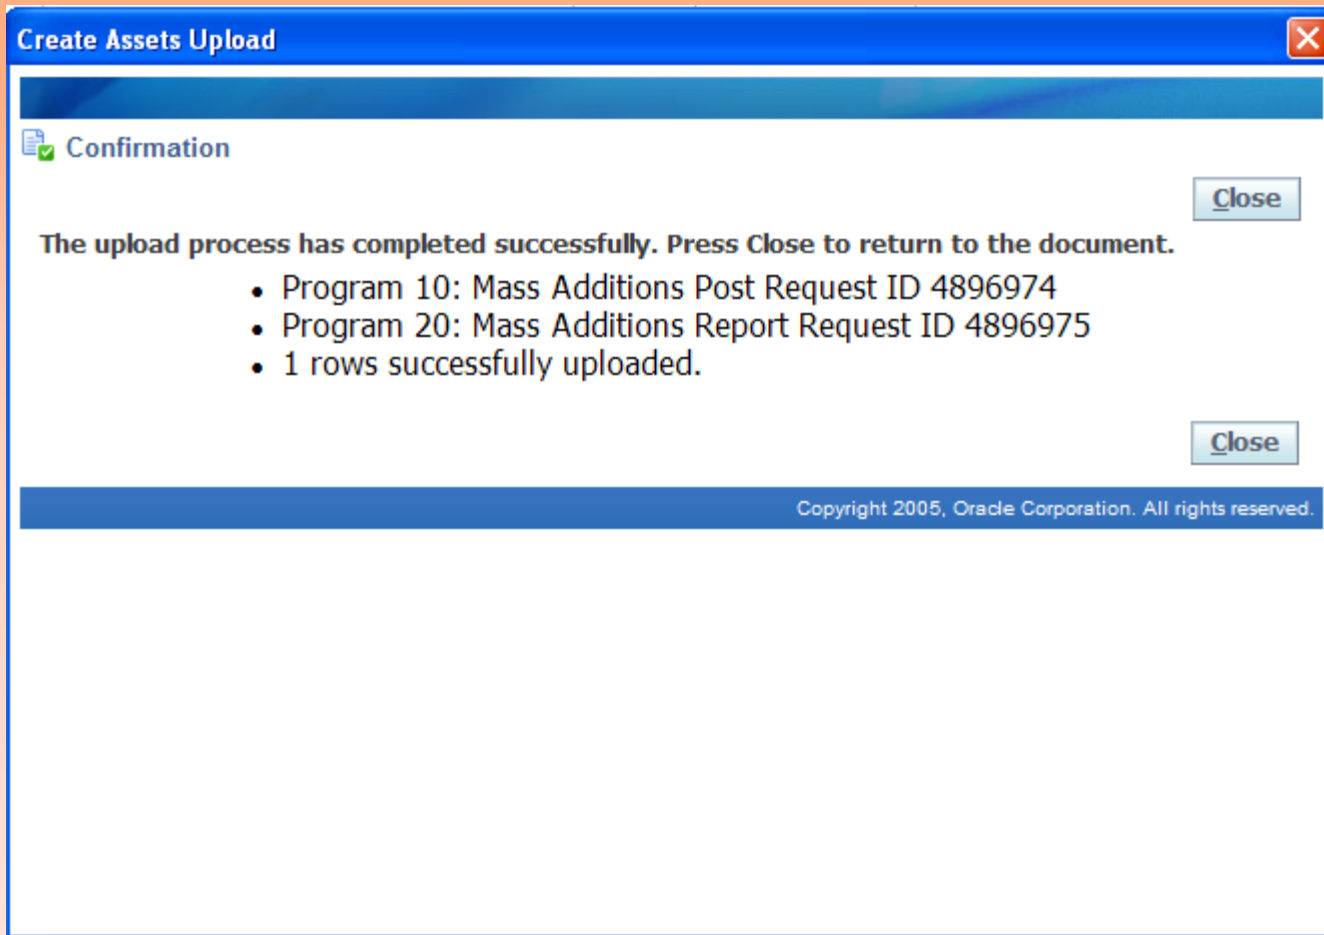 Create Assets Upload
Confirmation
Close
The upload process has completed successfully. Press Close to return to the document.
• Program 10: Mass Additions Post Request ID 4896974
• Program 20: Mass Additions Report Request ID 4896975
• 1 rows successfully uploaded.
Close
Copyright 2005, Oracle Corporation. All rights reserved.